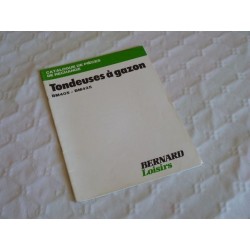 CATALOGUE DE PIÈCES
DE RECHANGE
Tondeuses à gazon
BERNARD
Loisirs